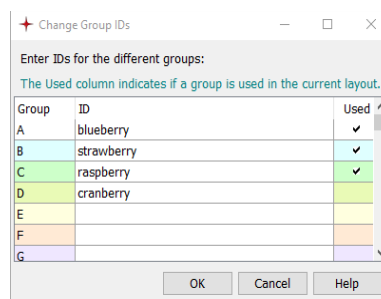 Change Group IDs
Enter IDs for the different groups:
The Used column indicates if a group is used in the current layout.
Group ID Used
A blueberry ✔
B strawberry ✔
C raspberry ✔
D cranberry
E
F
G
OK Cancel Help